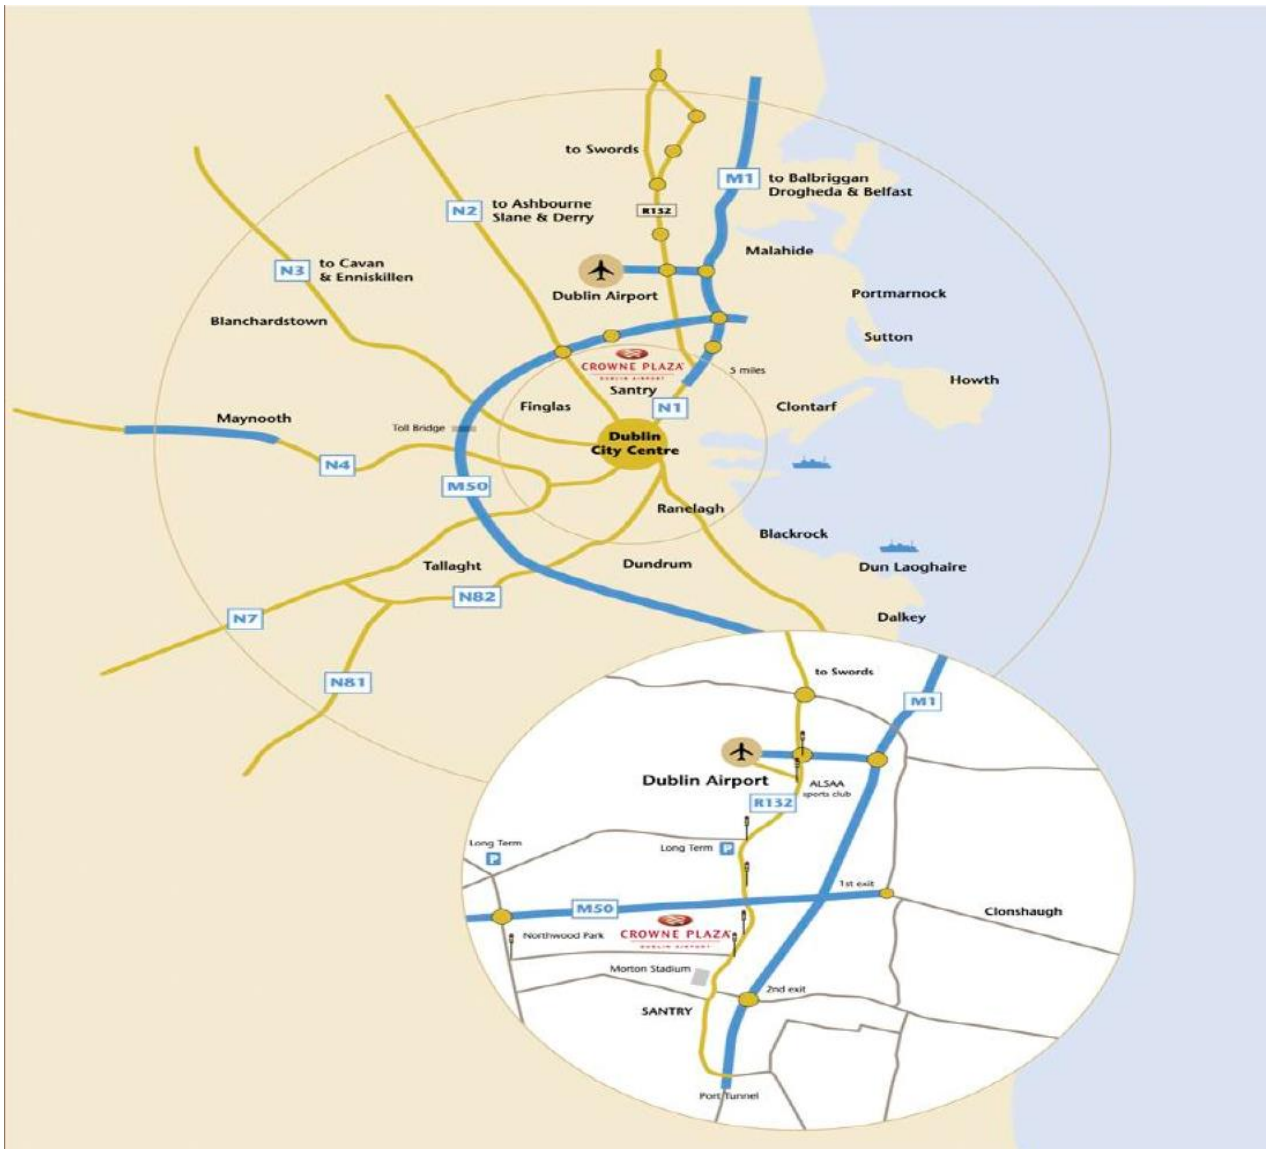 to Swords
M1
to Balbriggan
Drogheda & Belfast
N2
to Ashbourne
Slane & Derry
R132
N3
to Cavan
& Enniskillen
Malahide
Dublin Airport
Portmarnock
Blanchardstown
Sutton
CROWNE PLAZA
DUBLIN AIRPORT
5 miles
Howth
Santry
Maynooth
Finglas
N1
Clontarf
Toll Bridge
Dublin
City Centre
N4
M50
Ranelagh
Blackrock
Tallaght
Dundrum
Dun Laoghaire
N82
N7
Dalkey
N81
to Swords
M1
Dublin Airport
ALSAA
sports club
R132
Long Term
P
Long Term
P
1st exit
M50
Clonshaugh
Northwood Park
CROWNE PLAZA
DUBLIN AIRPORT
Morton Stadium
2nd exit
SANTRY
Port Tunnel